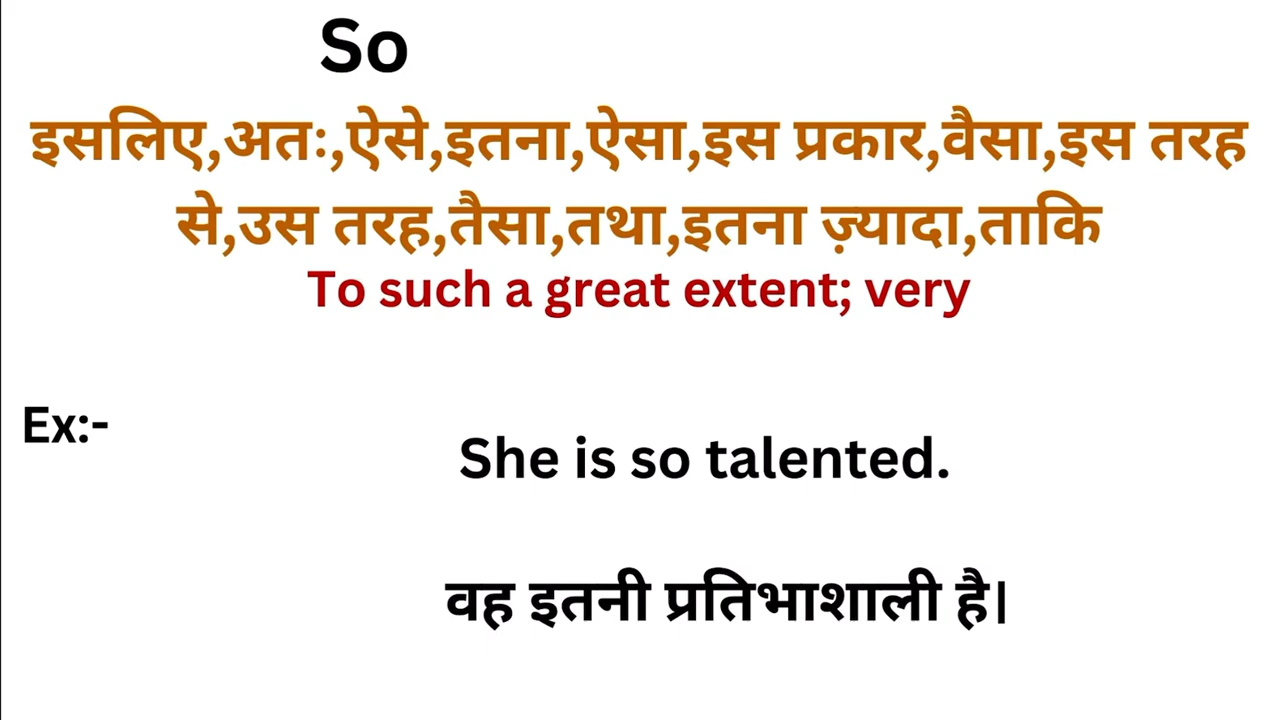 So
इसलिए,अतः,ऐसे,इतना,ऐसा,इस प्रकार,वैसा,इस तरह
से,उस तरह,तैसा,तथा,इतना ज़्यादा,ताकि
To such a great extent; very
Ex:-
She is so talented.
वह इतनी प्रतिभाशाली है।